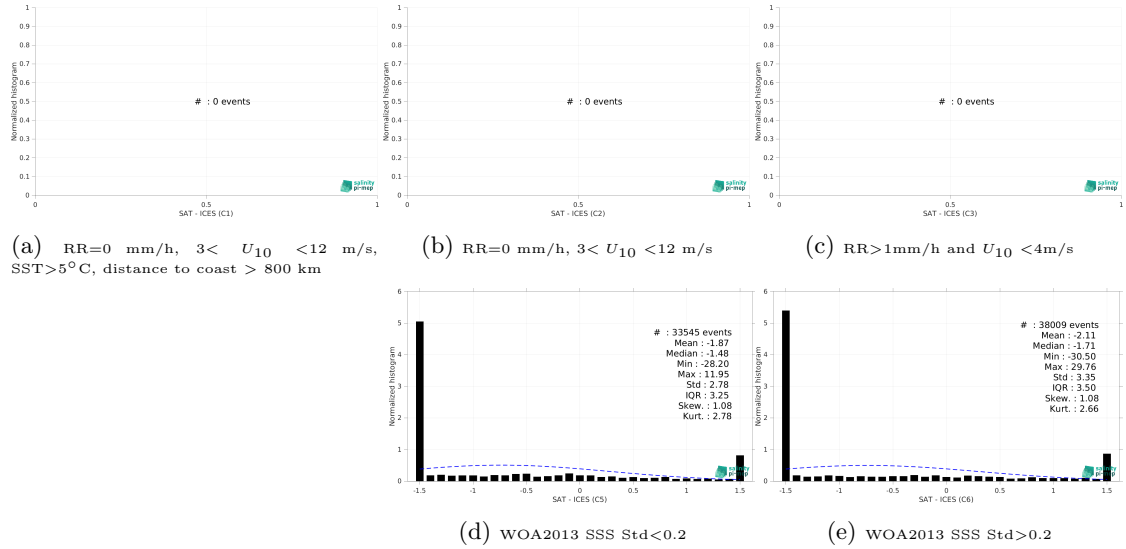 1
0.9
0.8
0.7
0.6
0.5
0.4
0.3
0.2
0.1
0
Normalized histogram
# : 0 events
salinity
pi-mep
0 0.5 1
SAT - ICES (C1)
1
0.9
0.8
0.7
0.6
0.5
0.4
0.3
0.2
0.1
0
Normalized histogram
# : 0 events
salinity
pi-mep
0 0.5 1
SAT - ICES (C2)
1
0.9
0.8
0.7
0.6
0.5
0.4
0.3
0.2
0.1
0
Normalized histogram
# : 0 events
salinity
pi-mep
0 0.5 1
SAT - ICES (C3)
(a) RR=0 mm/h, 3< U10 <12 m/s,
SST>5°C, distance to coast > 800 km
(b) RR=0 mm/h, 3< U10 <12 m/s
(c) RR>1mm/h and U10 <4m/s
6
5
4
3
2
1
0
Normalized histogram
# : 33545 events
Mean : -1.87
Median : -1.48
Min : -28.20
Max : 11.95
Std : 2.78
IQR : 3.25
Skew. : 1.08
Kurt. : 2.78
salinity
pi-mep
-1.5 -1 -0.5 0 0.5 1 1.5
SAT - ICES (C5)
6
5
4
3
2
1
0
Normalized histogram
# : 38009 events
Mean : -2.11
Median : -1.71
Min : -30.50
Max : 29.76
Std : 3.35
IQR : 3.50
Skew. : 1.08
Kurt. : 2.66
salinity
pi-mep
-1.5 -1 -0.5 0 0.5 1 1.5
SAT - ICES (C6)
(d) WOA2013 SSS Std<0.2
(e) WOA2013 SSS Std>0.2